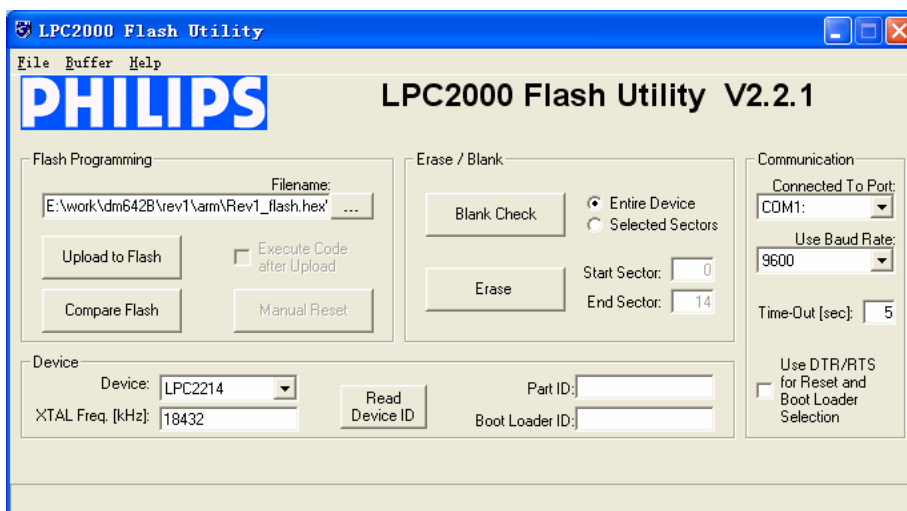 LPC2000 Flash Utility
File Buffer Help
PHILIPS
LPC2000 Flash Utility V2.2.1
Flash Programming
Filename:
E:\work\dm642B\rev1\arm\Rev1_flash.hex
...
Upload to Flash
Execute Code
after Upload
Compare Flash
Manual Reset
Erase / Blank
Blank Check
Entire Device
Selected Sectors
Erase
Start Sector: 0
End Sector: 14
Communication
Connected To Port:
COM1:
Use Baud Rate:
9600
Time-Out [sec]: 5
Use DTR/RTS
for Reset and
Boot Loader
Selection
Device
Device: LPC2214
XTAL Freq. [kHz]: 18432
Read
Device ID
Part ID:
Boot Loader ID: